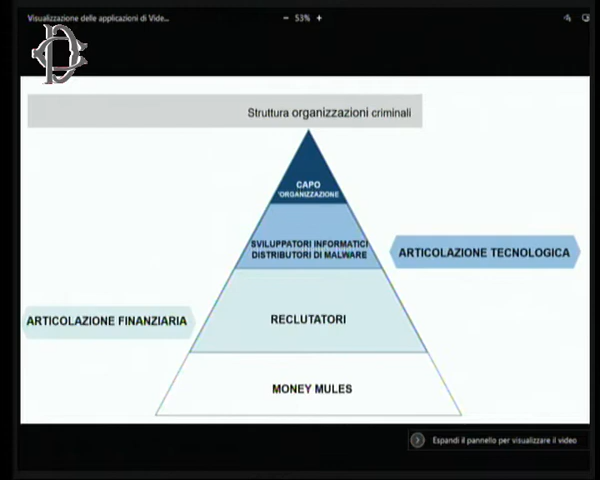 Visualizzazione delle applicazioni di Vide...
− 53% +
Struttura organizzazioni criminali
CAPO
'ORGANIZZAZIONE
SVILUPPATORI INFORMATICI
DISTRIBUTORI DI MALWARE
ARTICOLAZIONE TECNOLOGICA
ARTICOLAZIONE FINANZIARIA
RECLUTATORI
MONEY MULES
Espandi il pannello per visualizzare il video